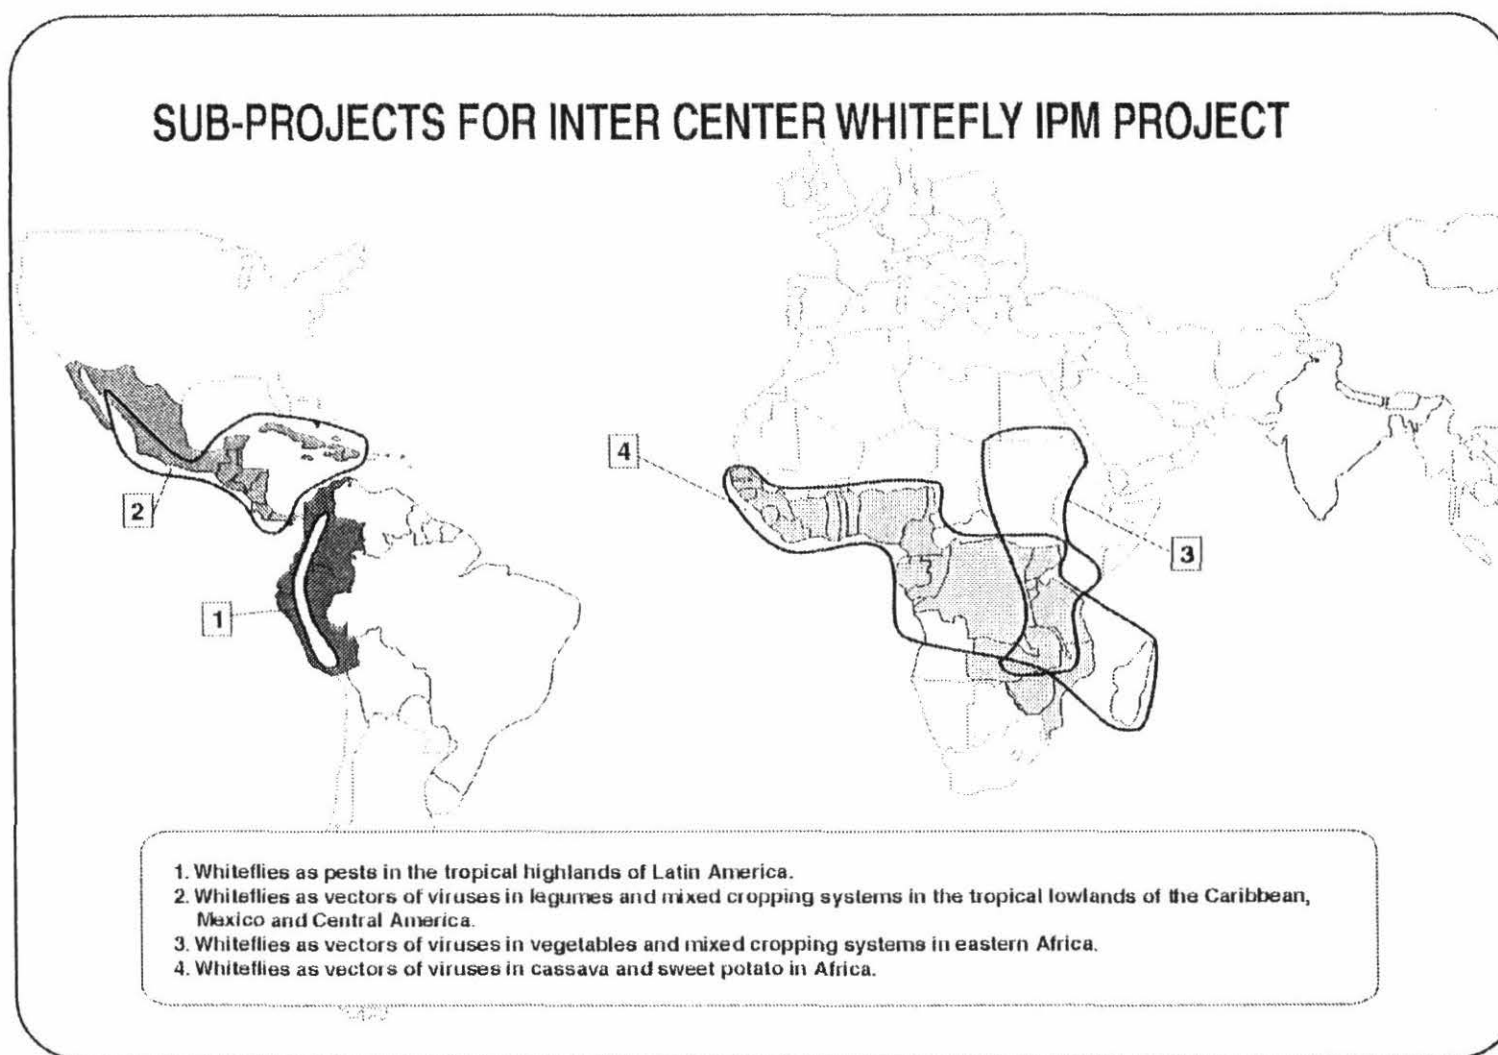 SUB-PROJECTS FOR INTER CENTER WHITEFLY IPM PROJECT
4
2
3
1
1. Whiteflies as pests in the tropical highlands of Latin America.
2. Whiteflies as vectors of viruses in legumes and mixed cropping systems in the tropical lowlands of the Caribbean,
Mexico and Central America.
3. Whiteflies as vectors of viruses in vegetables and mixed cropping systems in eastern Africa.
4. Whiteflies as vectors of viruses in cassava and sweet potato in Africa.